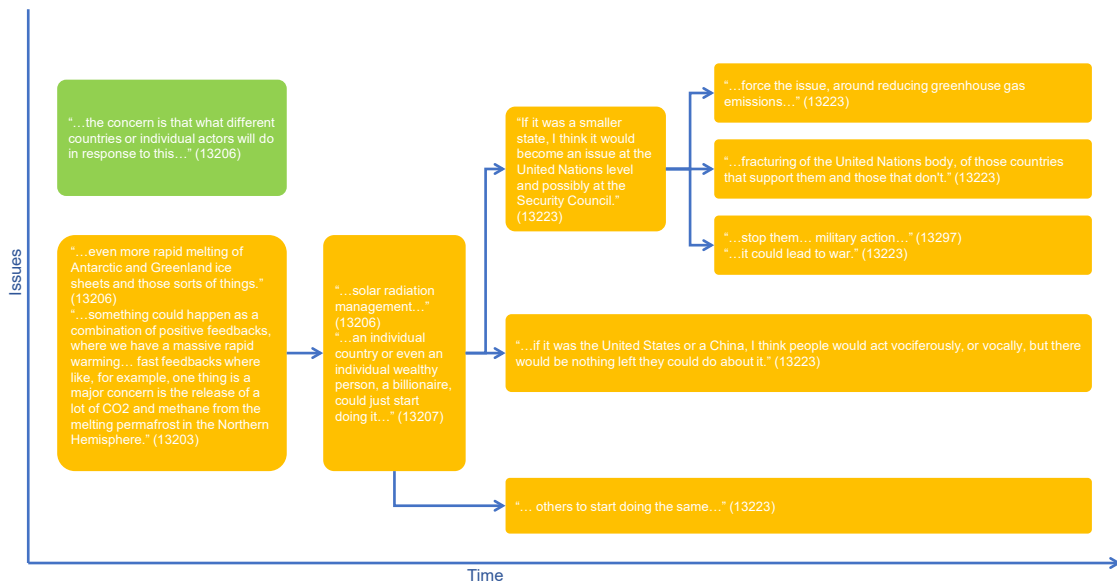 Issues
“…the concern is that what different
countries or individual actors will do
in response to this…” (13206)
“…even more rapid melting of
Antarctic and Greenland ice
sheets and those sorts of things.”
(13206)
“…something could happen as a
combination of positive feedbacks,
where we have a massive rapid
warming… fast feedbacks where
like, for example, one thing is a
major concern is the release of a
lot of CO2 and methane from the
melting permafrost in the Northern
Hemisphere.” (13203)
“…solar radiation
management…”
(13206)
“…an individual
country or even an
individual wealthy
person, a billionaire,
could just start
doing it…” (13207)
“If it was a smaller
state, I think it would
become an issue at the
United Nations level
and possibly at the
Security Council.”
(13223)
“…force the issue, around reducing greenhouse gas
emissions…” (13223)
“…fracturing of the United Nations body, of those countries
that support them and those that don't.” (13223)
“…stop them… military action…” (13297)
“…it could lead to war.” (13223)
“…if it was the United States or a China, I think people would act vociferously, or vocally, but there
would be nothing left they could do about it.” (13223)
“… others to start doing the same…” (13223)
Time